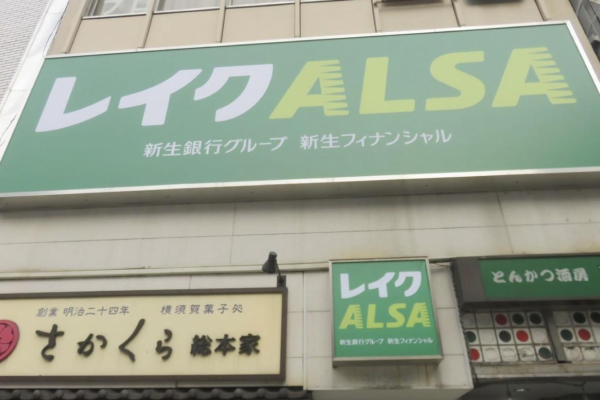 レイクALSA
新生銀行グループ 新生フィナンシャル
創業 明治二十四年 横須賀菓子処
さかくら総本家
レイク
ALSA
新生銀行グループ 新生フィナンシャル
とんかつ酒房